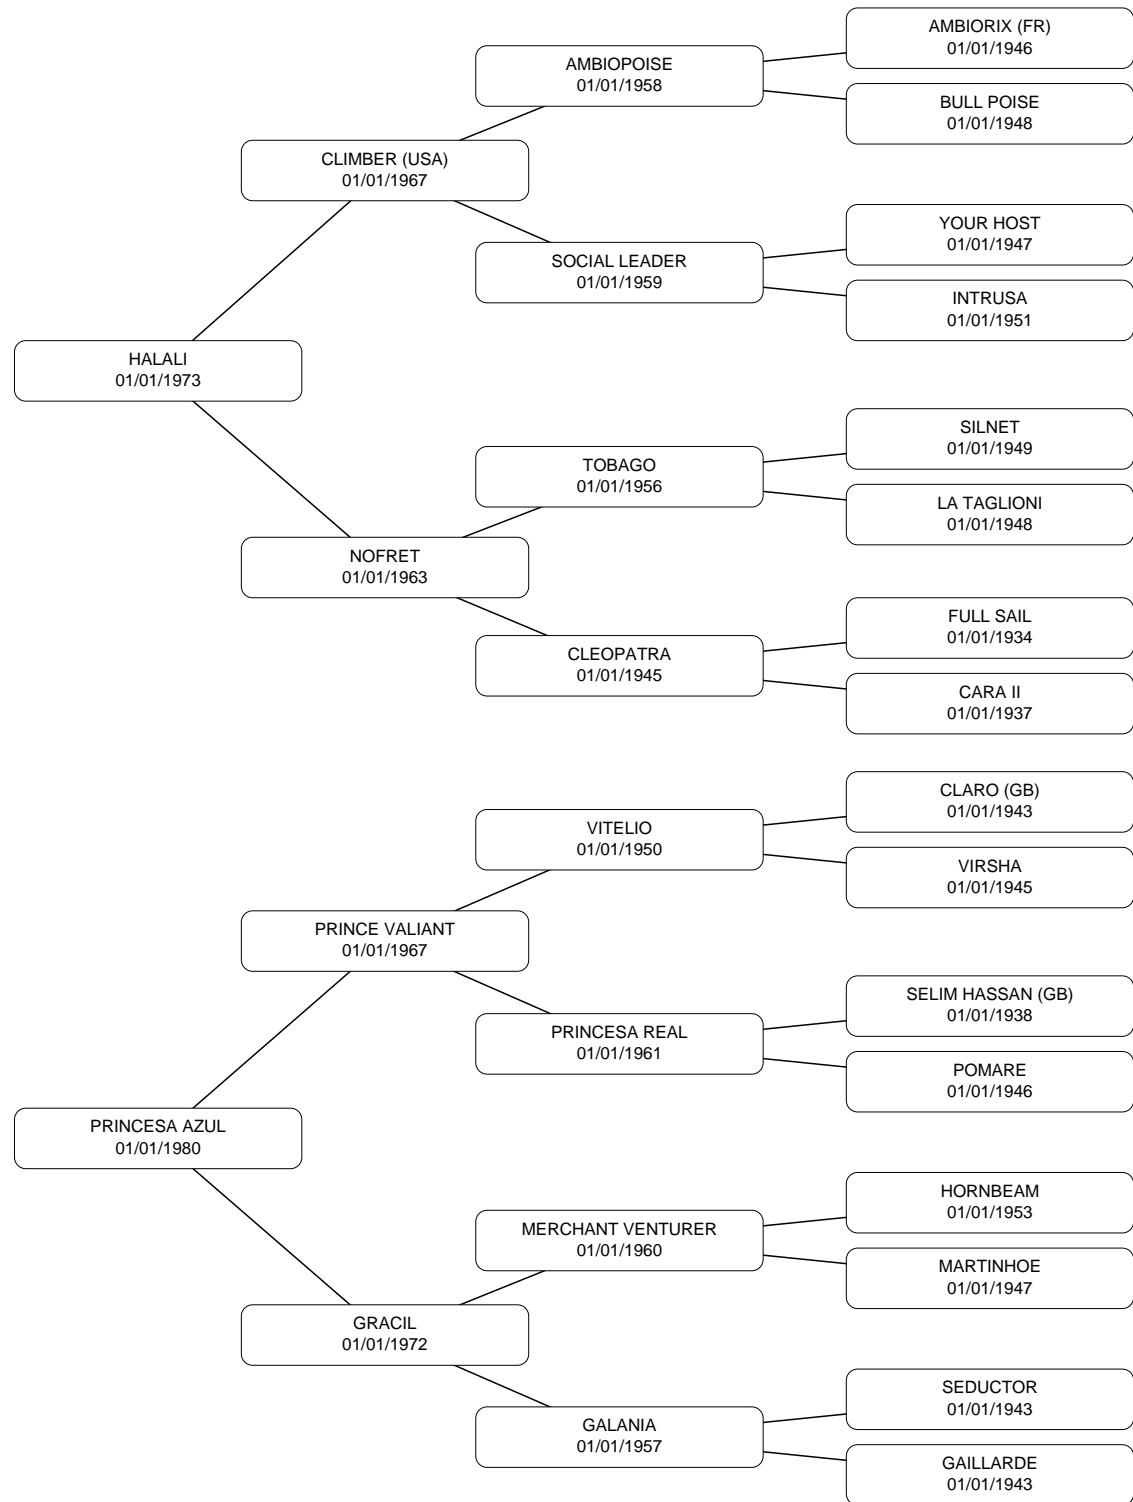 AMBIORIX (FR)
01/01/1946
AMBIOPOISE
01/01/1958
BULL POISE
01/01/1948
CLIMBER (USA)
01/01/1967
YOUR HOST
01/01/1947
SOCIAL LEADER
01/01/1959
INTRUSA
01/01/1951
HALALI
01/01/1973
SILNET
01/01/1949
TOBAGO
01/01/1956
LA TAGLIONI
01/01/1948
NOFRET
01/01/1963
FULL SAIL
01/01/1934
CLEOPATRA
01/01/1945
CARA II
01/01/1937
CLARO (GB)
01/01/1943
VITELIO
01/01/1950
VIRSHA
01/01/1945
PRINCE VALIANT
01/01/1967
SELIM HASSAN (GB)
01/01/1938
PRINCESA REAL
01/01/1961
POMARE
01/01/1946
PRINCESA AZUL
01/01/1980
HORNBEAM
01/01/1953
MERCHANT VENTURER
01/01/1960
MARTINHOE
01/01/1947
GRACIL
01/01/1972
SEDUCTOR
01/01/1943
GALANIA
01/01/1957
GAILLARDE
01/01/1943